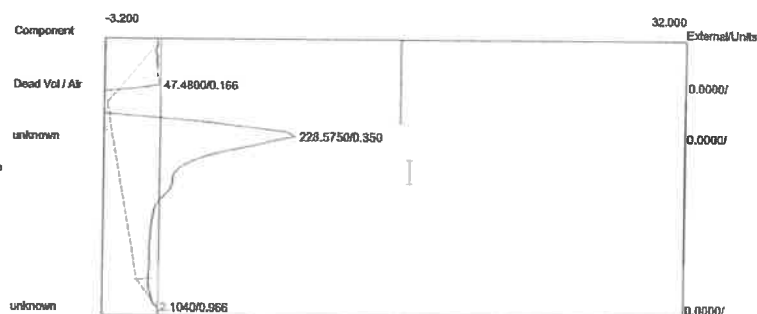 -3.200 32.000
Component External/Units
Dead Vol / Air 47.4800/0.166 0.0000/
unknown 228.5750/0.350 0.0000/
unknown 2.1040/0.966 0.0000/